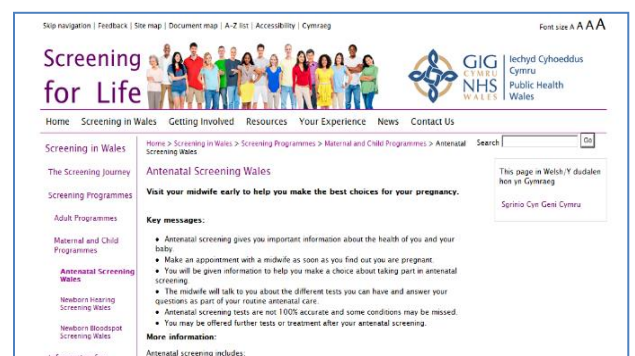 Skip navigation | Feedback | Site map | Document map | A-Z list | Accessibility | Cymraeg
Font size A A A A
Screening
for Life
GIG
CYMRU
NHS
WALES
Iechyd Cyhoeddus
Cymru
Public Health
Wales
Home Screening in Wales Getting Involved Resources Your Experience News Contact Us
Screening in Wales
The Screening Journey
Screening Programmes
Adult Programmes
Maternal and Child
Programmes
Antenatal Screening
Wales
Newborn Hearing
Screening Wales
Newborn Bloodspot
Screening Wales
Home > Screening in Wales > Screening Programmes > Maternal and Child Programmes > Antenatal
Screening Wales
Antenatal Screening Wales
Visit your midwife early to help you make the best choices for your pregnancy.
Key messages:
• Antenatal screening gives you important information about the health of you and your
baby.
• Make an appointment with a midwife as soon as you find out you are pregnant.
• You will be given information to help you make a choice about taking part in antenatal
screening.
• The midwife will talk to you about the different tests you can have and answer your
questions as part of your routine antenatal care.
• Antenatal screening tests are not 100% accurate and some conditions may be missed.
• You may be offered further tests or treatment after your antenatal screening.
More information:
Antenatal screening includes:
Search Go
This page in Welsh/Y dudalen
hon yn Gymraeg
Sgrinio Cyn Geni Cymru